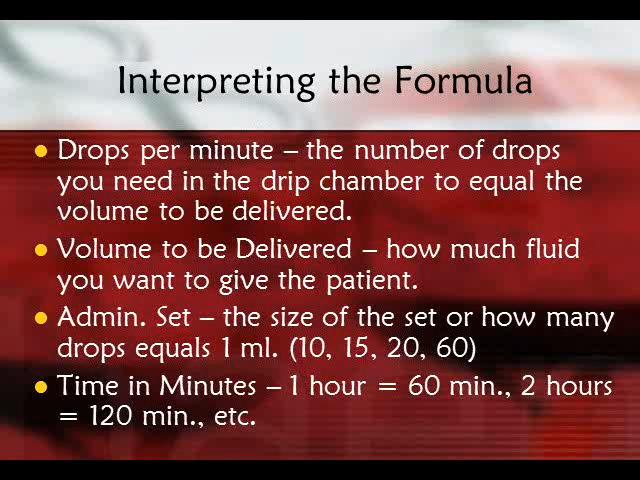 Interpreting the Formula
Drops per minute – the number of drops
you need in the drip chamber to equal the
volume to be delivered.
Volume to be Delivered – how much fluid
you want to give the patient.
Admin. Set – the size of the set or how many
drops equals 1 ml. (10, 15, 20, 60)
Time in Minutes – 1 hour = 60 min., 2 hours
= 120 min., etc.